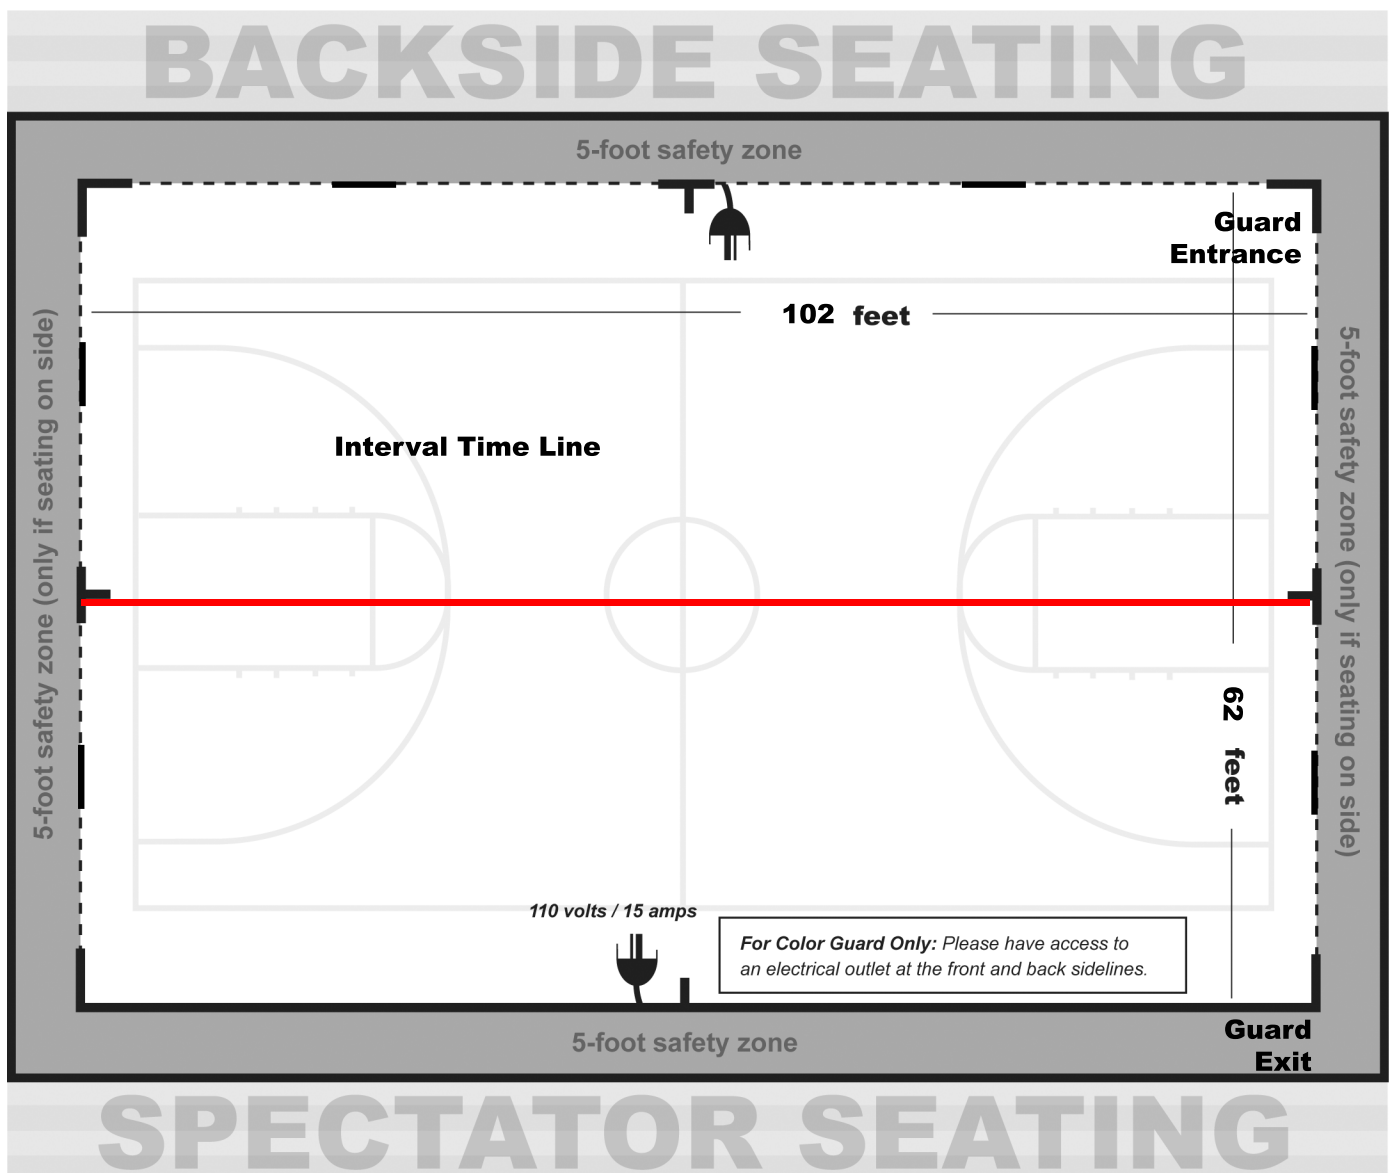 BACKSIDE SEATING
5-foot safety zone
Guard
Entrance
102 feet
5-foot safety zone (only if seating on side)
5-foot safety zone (only if seating on side)
Interval Time Line
62 feet
110 volts / 15 amps
For Color Guard Only: Please have access to
an electrical outlet at the front and back sidelines.
5-foot safety zone
Guard
Exit
SPECTATOR SEATING